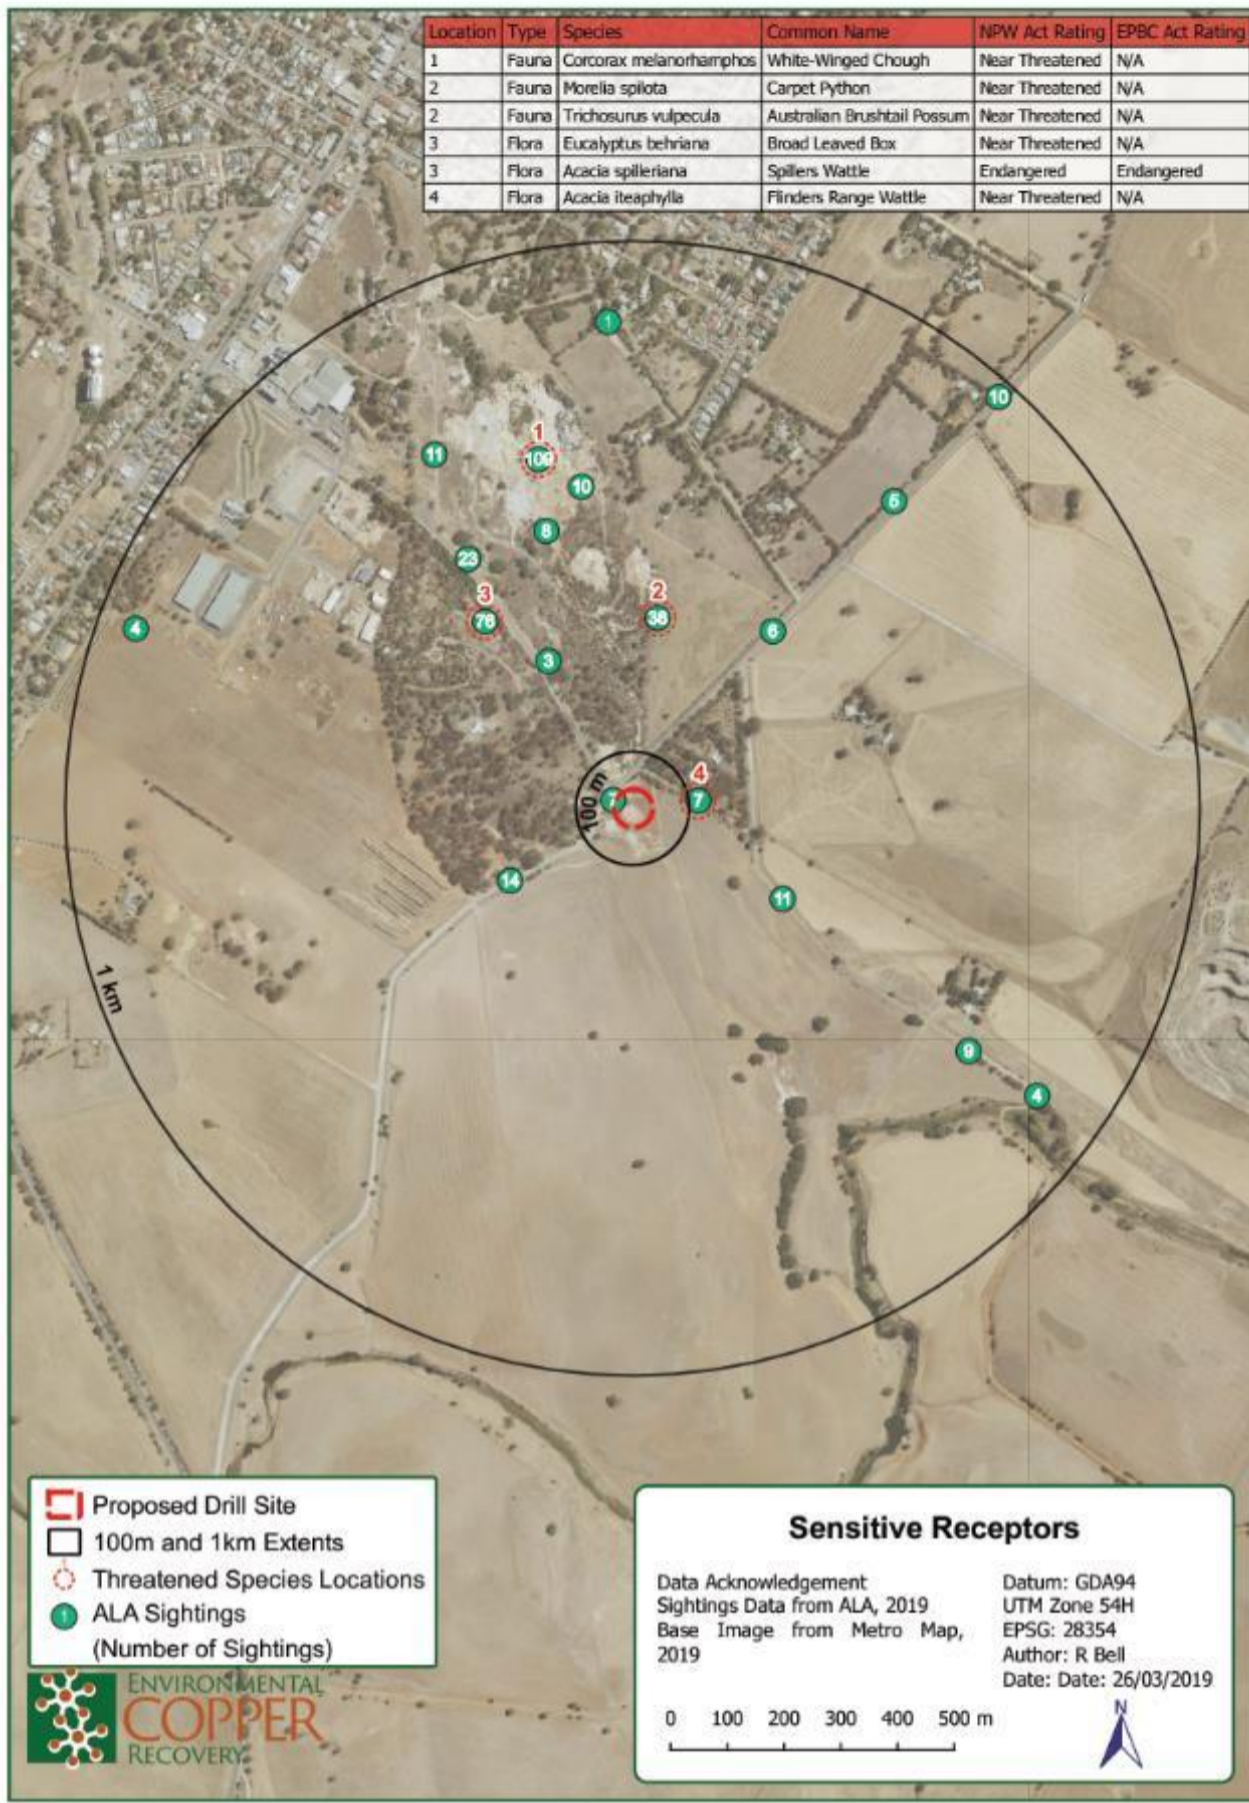 Location Type Species Common Name NPW Act Rating EPBC Act Rating
1 Fauna Corcorax melanorhamphos White-Winged Chough Near Threatened N/A
2 Fauna Morelia spilota Carpet Python Near Threatened N/A
2 Fauna Trichosurus vulpecula Australian Brushtail Possum Near Threatened N/A
3 Flora Eucalyptus behriana Broad Leaved Box Near Threatened N/A
3 Flora Acacia spilleriana Spillers Wattle Endangered Endangered
4 Flora Acacia iteaphylla Flinders Range Wattle Near Threatened N/A
1
10
1
11
109
10
5
8
23
3
76
2
38
4
6
3
4
100 m
7
7
14
11
1 km
9
4
Proposed Drill Site
100m and 1km Extents
Threatened Species Locations
1 ALA Sightings
(Number of Sightings)
ENVIRONMENTAL
COPPER
RECOVERY
Sensitive Receptors
Data Acknowledgement
Sightings Data from ALA, 2019
Base Image from Metro Map,
2019
Datum: GDA94
UTM Zone 54H
EPSG: 28354
Author: R Bell
Date: Date: 26/03/2019
N
0 100 200 300 400 500 m